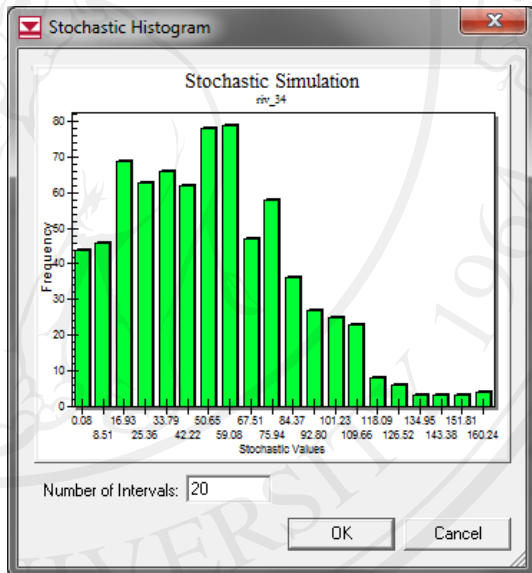 Stochastic Histogram
Stochastic Simulation
riv_34
Frequency
80
70
60
50
40
30
20
10
0
0.08 16.93 33.79 50.65 67.51 84.37 101.23 118.09 134.95 151.81
8.51 25.36 42.22 59.08 75.94 92.80 109.66 126.52 143.38 160.24
Stochastic Values
Number of Intervals: 20
OK Cancel